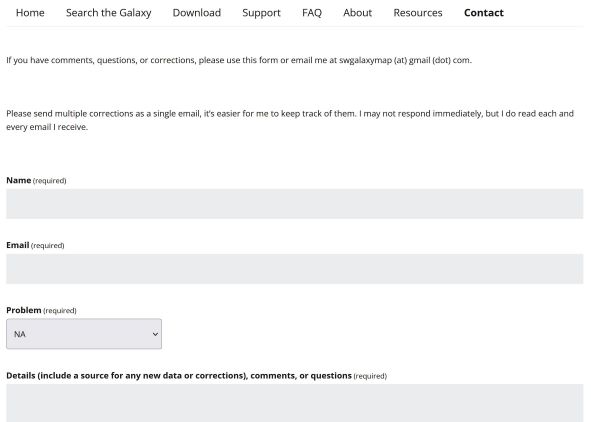 Home Search the Galaxy Download Support FAQ About Resources Contact
If you have comments, questions, or corrections, please use this form or email me at swgalaxymap (at) gmail (dot) com.
Please send multiple corrections as a single email, it's easier for me to keep track of them. I may not respond immediately, but I do read each and
every email I receive.
Name (required)
Email (required)
Problem (required)
NA
Details (include a source for any new data or corrections), comments, or questions (required)